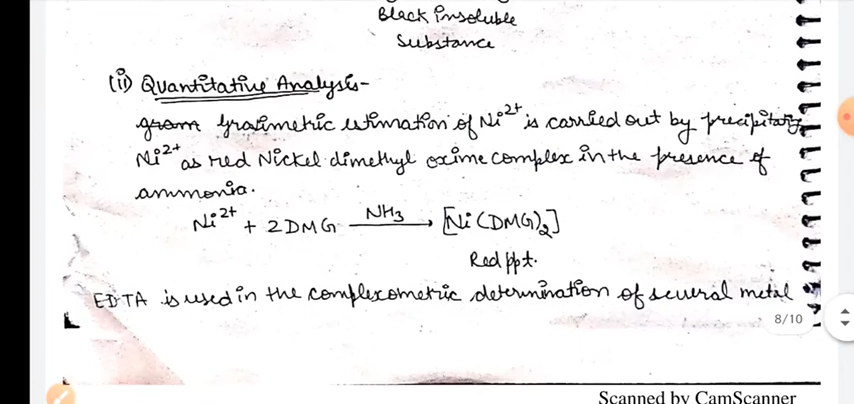 Black insoluble
Substance
(ii) Quantitative Analysis-
gram Gravimetric estimation of Ni²⁺ is carried out by precipitating
Ni²⁺ as red Nickel dimethyl oxime complex in the presence of
ammonia.
Ni²⁺ + 2DMG NH₃→ [Ni(DMG)₂]
Red ppt.
EDTA is used in the complexometric determination of several metal
8/10
Scanned by CamScanner